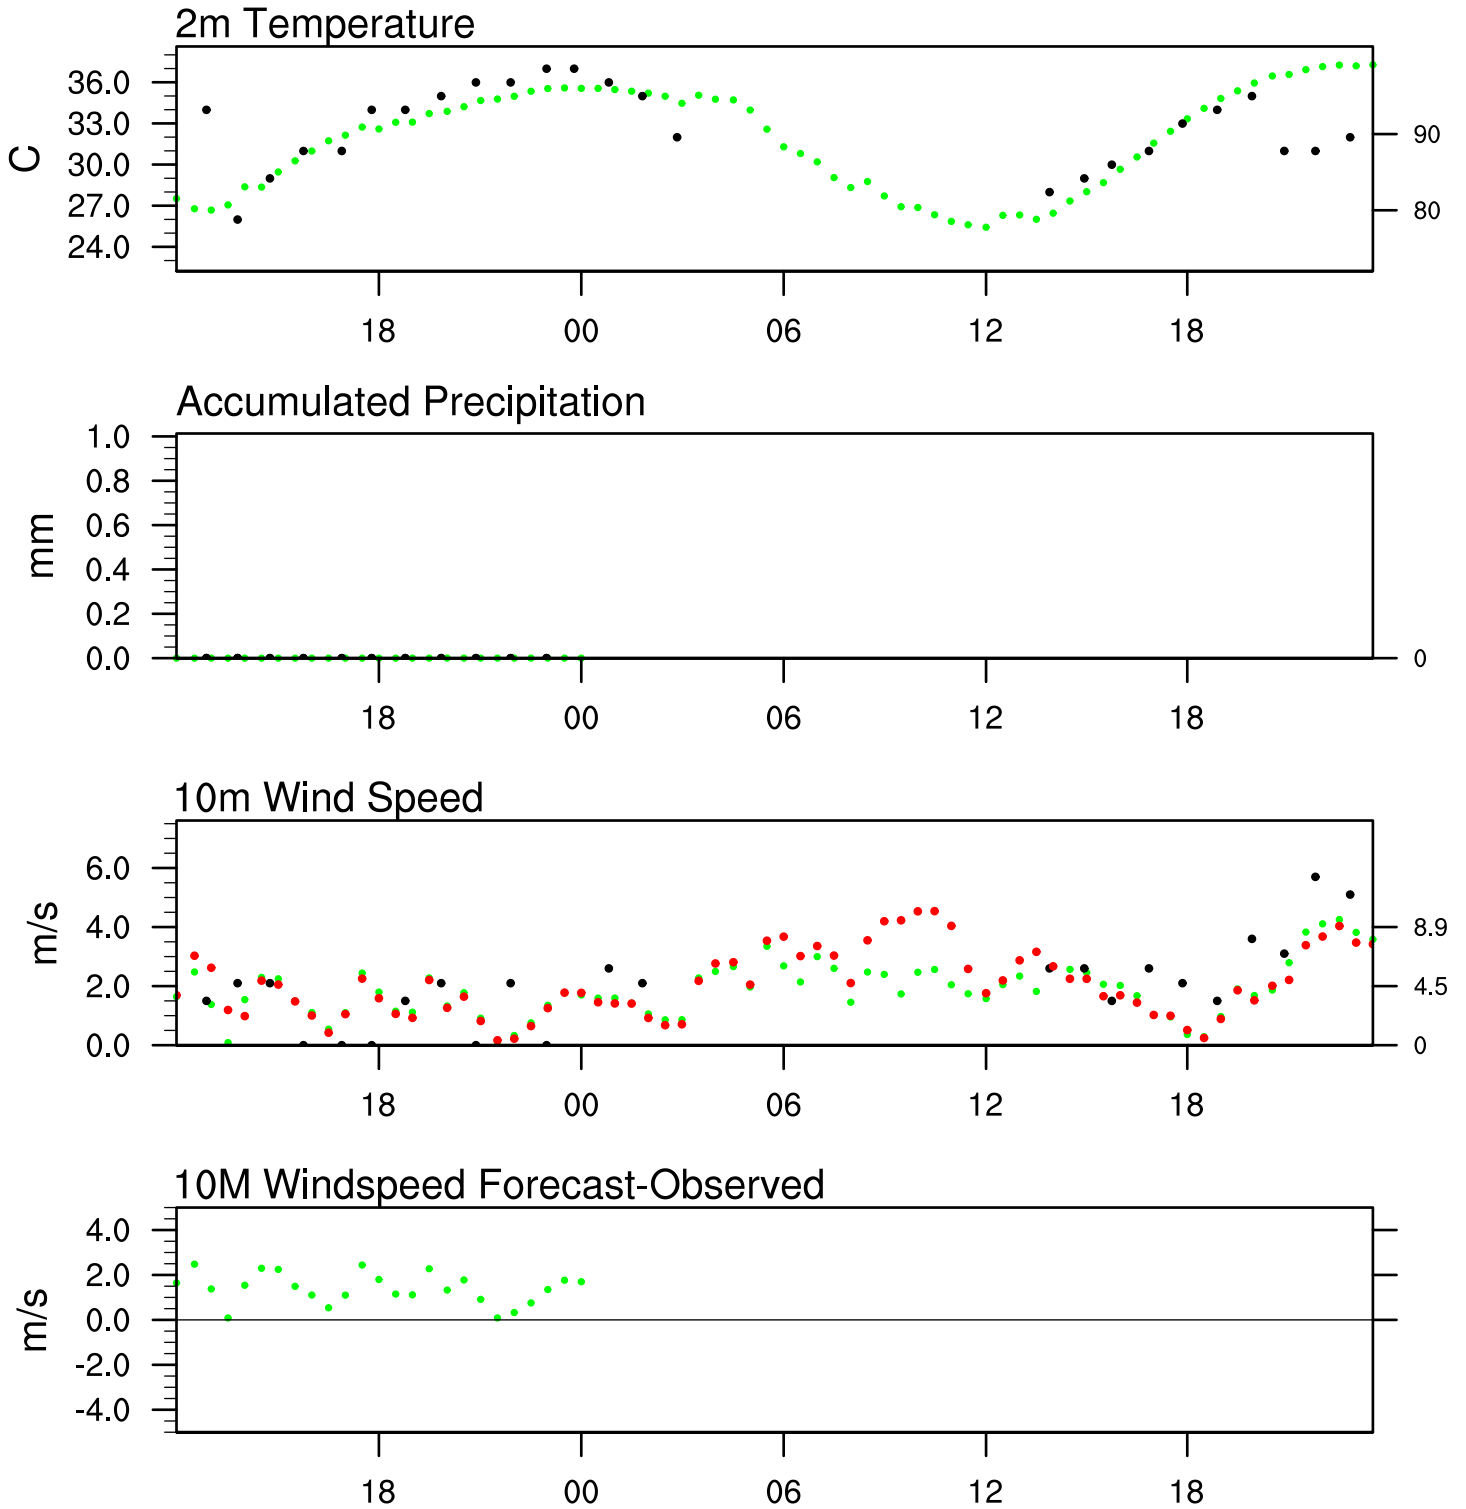 2m Temperature
36.0
33.0
30.0
27.0
24.0
C
90
80
18 00 06 12 18
Accumulated Precipitation
1.0
0.8
0.6
0.4
0.2
0.0
mm
0
18 00 06 12 18
10m Wind Speed
6.0
4.0
2.0
0.0
m/s
8.9
4.5
0
18 00 06 12 18
10M Windspeed Forecast-Observed
4.0
2.0
0.0
-2.0
-4.0
m/s
18 00 06 12 18